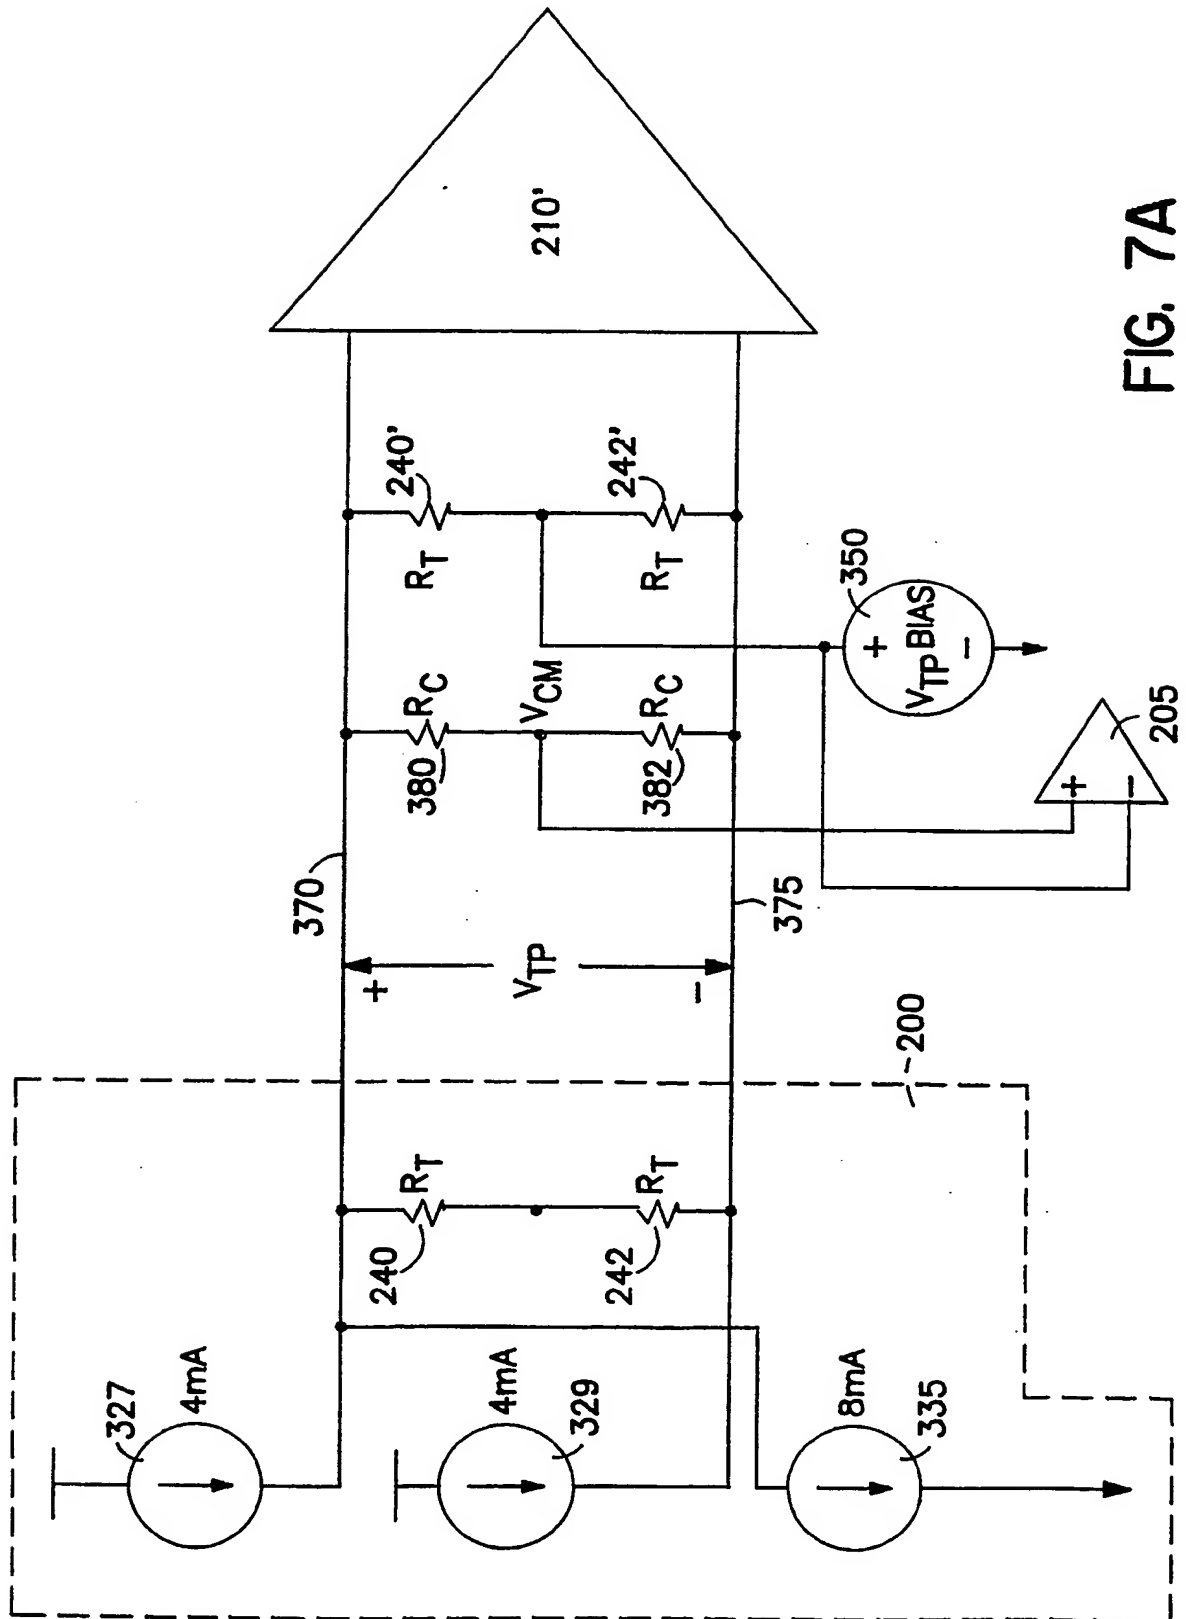 210'
240'
242'
R_T
R_T
350
+
V_TP BIAS
−
R_C
V_CM
R_C
380
382
205
+
−
370
375
+
V_TP
−
200
R_T
R_T
240
242
327
4mA
4mA
329
8mA
335
FIG. 7A